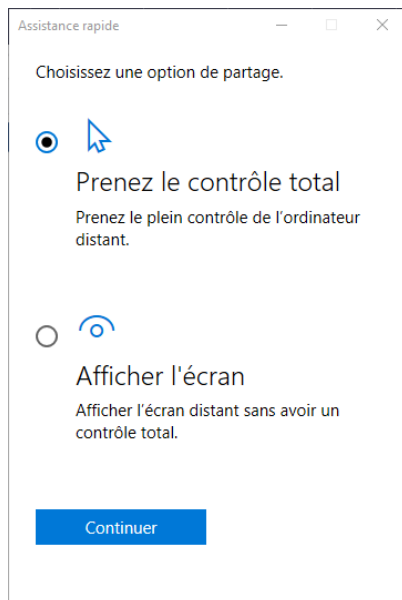 Assistance rapide
Choisissez une option de partage.
Prenez le contrôle total
Prenez le plein contrôle de l'ordinateur
distant.
Afficher l'écran
Afficher l'écran distant sans avoir un
contrôle total.
Continuer